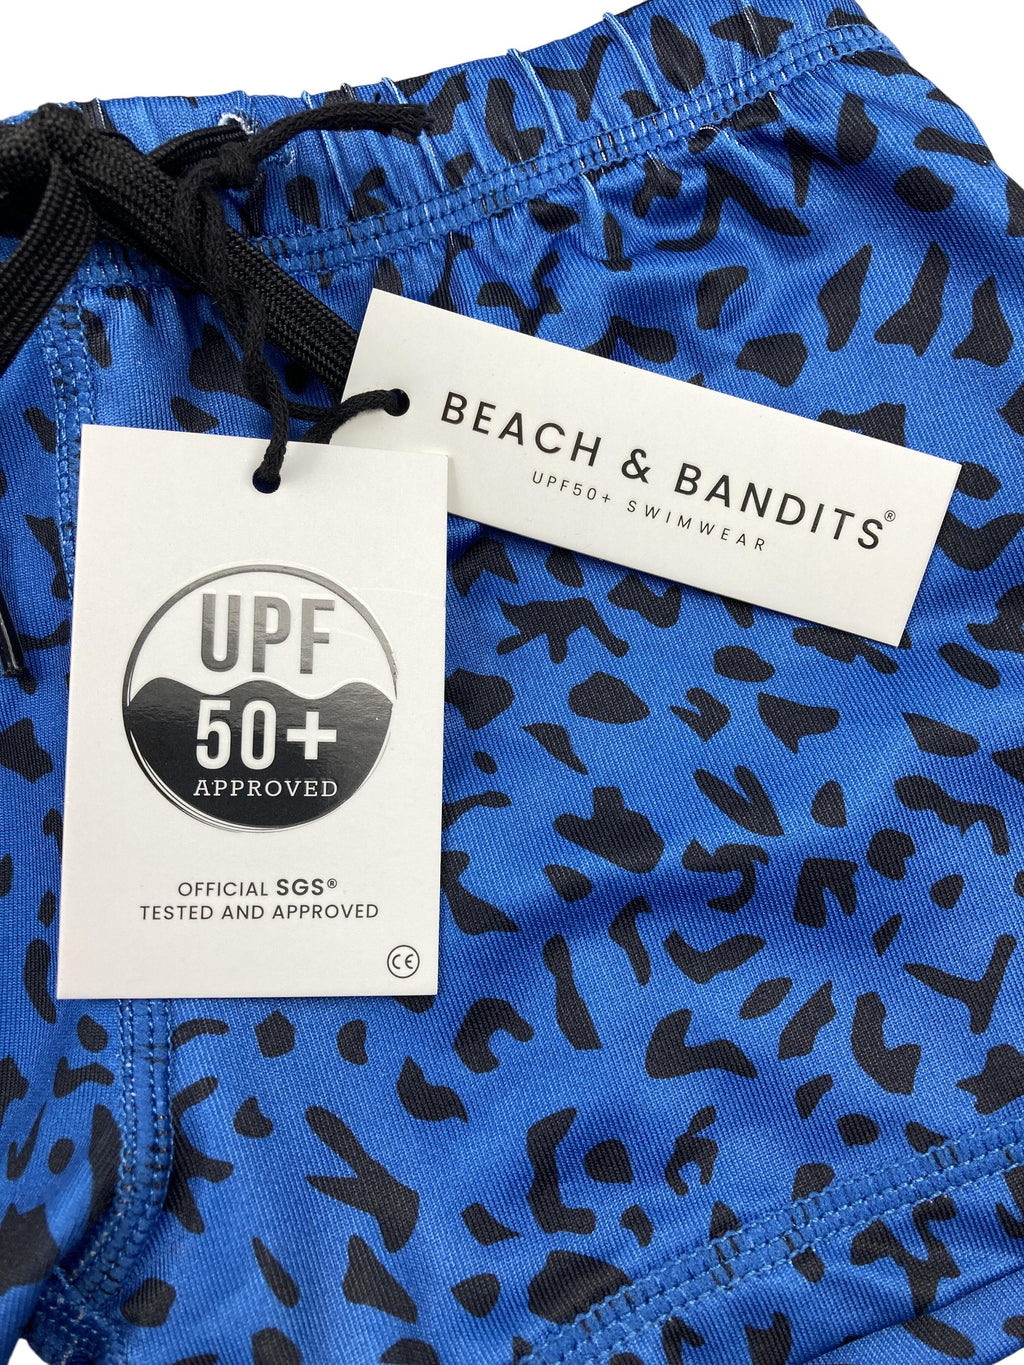 BEACH & BANDITS®
UPF50+ SWIMWEAR
UPF
50+
APPROVED
OFFICIAL SGS®
TESTED AND APPROVED
CE